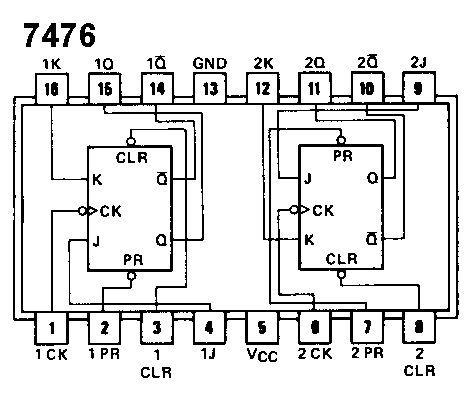 7476
1K 1Q 1Q̅ GND 2K 2Q 2Q̅ 2J
16 15 14 13 12 11 10 9
CLR PR
K Q̅ J Q
CK CK
J Q K Q̅
PR CLR
1 2 3 4 5 6 7 8
1 CK 1 PR 1 1J VCC 2 CK 2 PR 2
CLR CLR